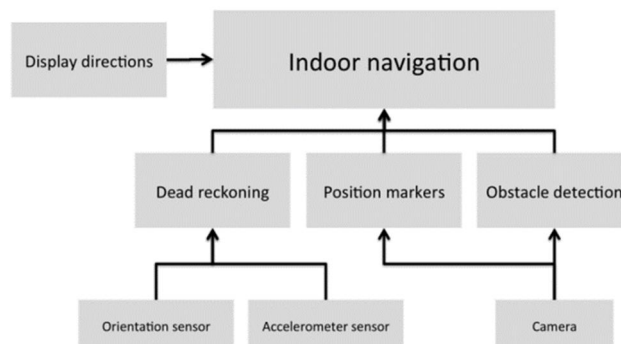 Display directions
Indoor navigation
Dead reckoning
Position markers
Obstacle detection
Orientation sensor
Accelerometer sensor
Camera